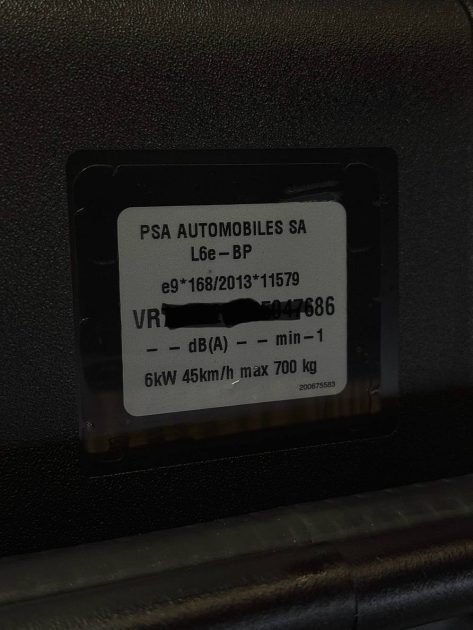 PSA AUTOMOBILES SA
L6e-BP
e9*168/2013*11579
VR 47686
- - dB(A) - - min-1
6kW 45km/h max 700 kg
200675583